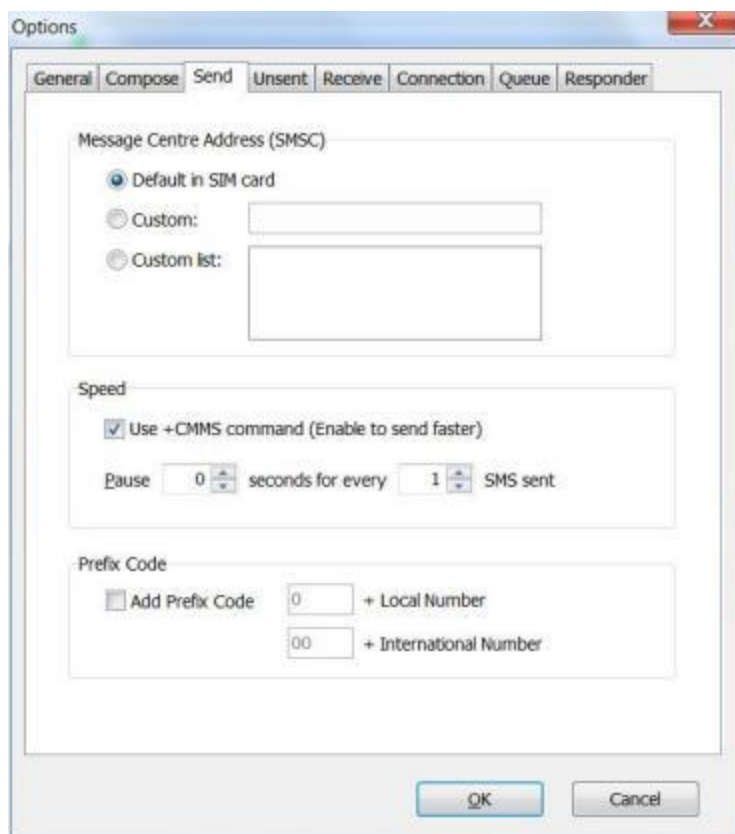 Options
General Compose Send Unsent Receive Connection Queue Responder
Message Centre Address (SMSC)
Default in SIM card
Custom:
Custom list:
Speed
Use +CMMS command (Enable to send faster)
Pause 0 seconds for every 1 SMS sent
Prefix Code
Add Prefix Code 0 + Local Number
00 + International Number
OK Cancel